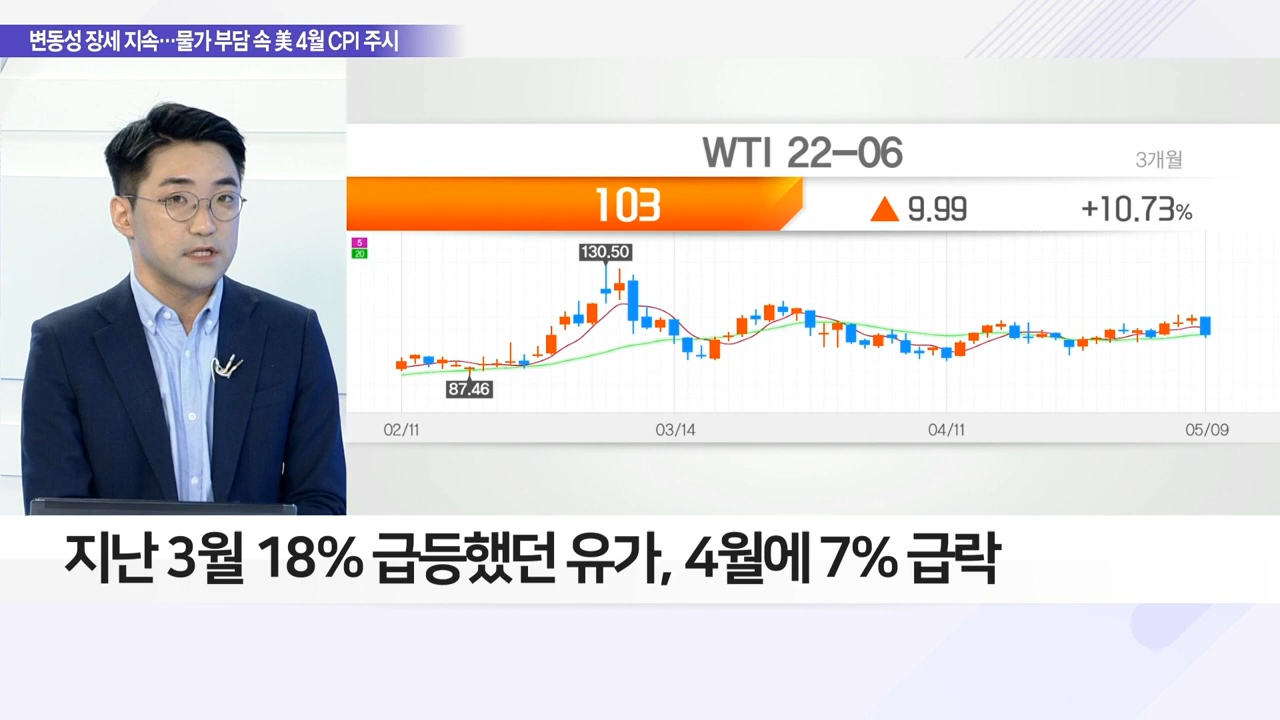 변동성 장세 지속…물가 부담 속 美 4월 CPI 주시
WTI 22-06
3개월
103
▲ 9.99
+10.73%
5
20
130.50
87.46
02/11
03/14
04/11
05/09
지난 3월 18% 급등했던 유가, 4월에 7% 급락